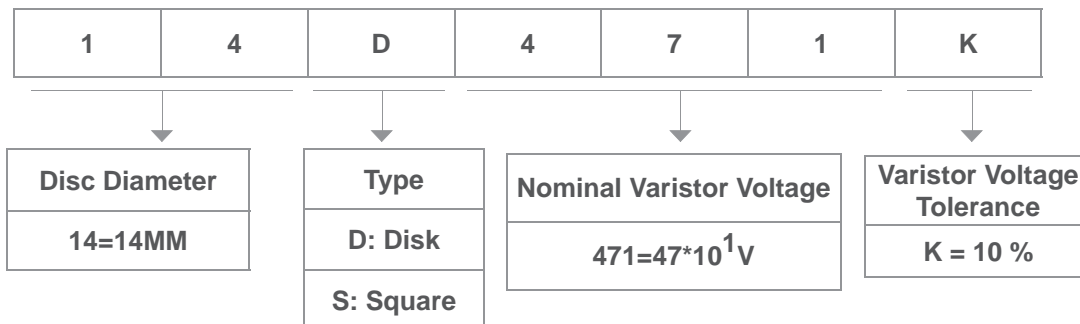 1 4 D 4 7 1 K
Disc Diameter
14=14MM
Type
D: Disk
S: Square
Nominal Varistor Voltage
471=47*10¹V
Varistor Voltage
Tolerance
K = 10 %